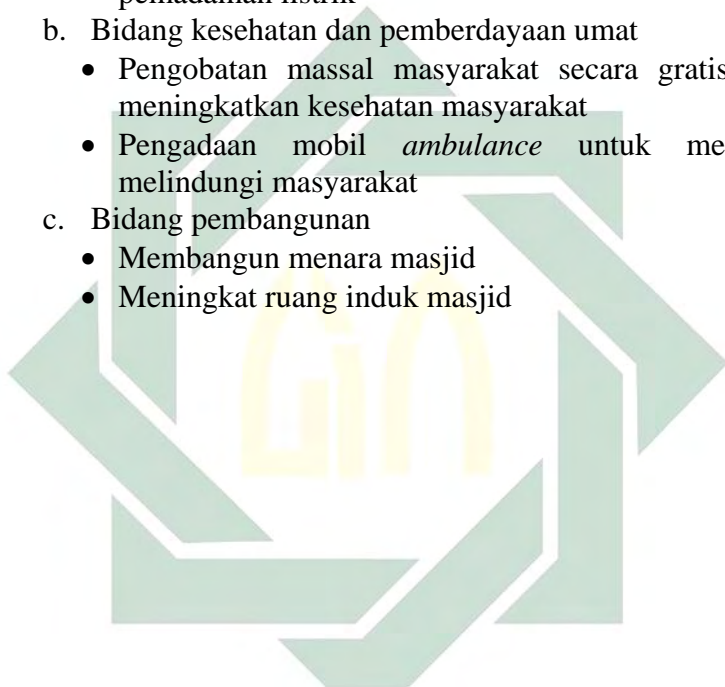 b. Bidang kesehatan dan pemberdayaan umat
• Pengobatan massal masyarakat secara gratis
meningkatkan kesehatan masyarakat
• Pengadaan mobil ambulance untuk
melindungi masyarakat
c. Bidang pembangunan
• Membangun menara masjid
• Meningkat ruang induk masjid